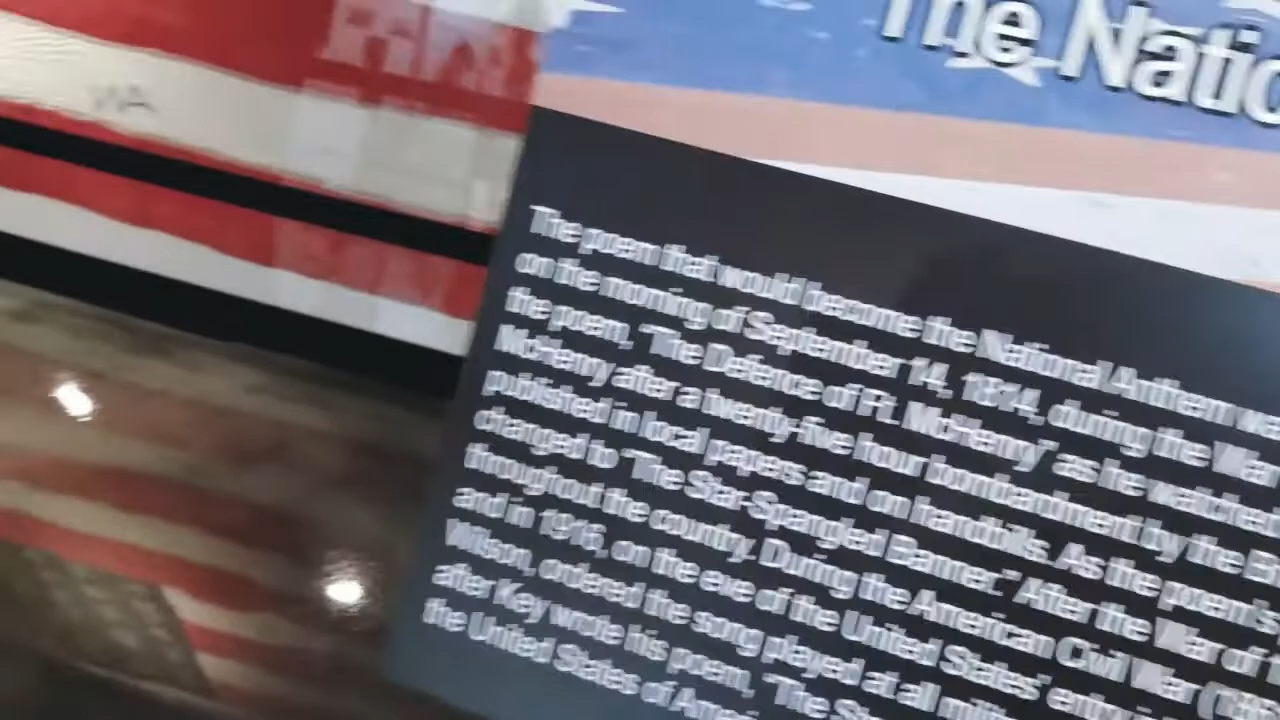 The Natio
WA
The poem that would become the National Anthem wa
on the morning of September 14, 1814, during the War
the poem, "The Defence of Ft. McHenry" as he watched
McHenry after a twenty-five hour bombardment by the B
published in local papers and on handbills. As the poem's
changed to "The Star-Spangled Banner." After the War of 1
throughout the country. During the American Civil War (186
and in 1916, on the eve of the United States'
Wilson, ordered the song played at all
after Key wrote his poem, "The
the United States of